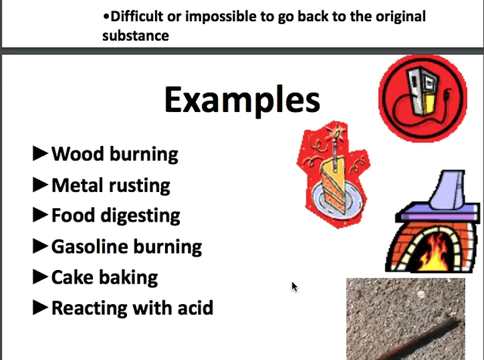 •Difficult or impossible to go back to the original
substance
Examples
►Wood burning
►Metal rusting
►Food digesting
►Gasoline burning
►Cake baking
►Reacting with acid